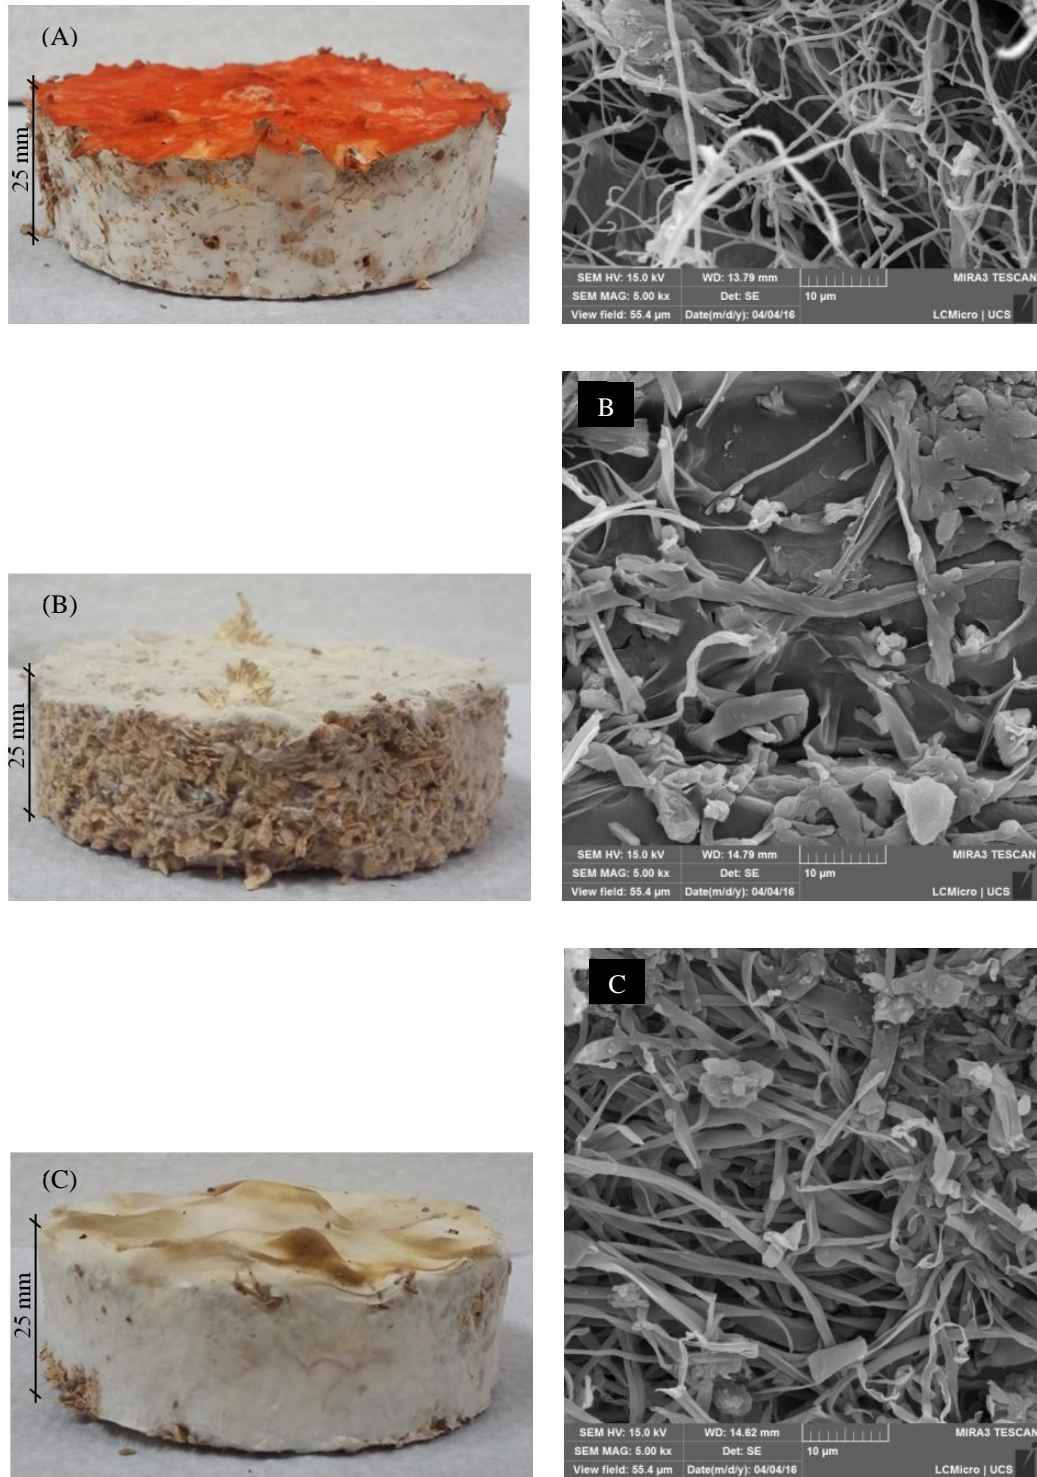 (A)
25 mm
SEM HV: 15.0 kV WD: 13.79 mm MIRA3 TESCAN
SEM MAG: 5.00 kx Det: SE 10 µm
View field: 55.4 µm Date(m/d/y): 04/04/16 LCMicro | UCS
B
(B)
25 mm
SEM HV: 15.0 kV WD: 14.79 mm MIRA3 TESCAN
SEM MAG: 5.00 kx Det: SE 10 µm
View field: 55.4 µm Date(m/d/y): 04/04/16 LCMicro | UCS
C
(C)
25 mm
SEM HV: 15.0 kV WD: 14.62 mm MIRA3 TESCAN
SEM MAG: 5.00 kx Det: SE 10 µm
View field: 55.4 µm Date(m/d/y): 04/04/16 LCMicro | UCS